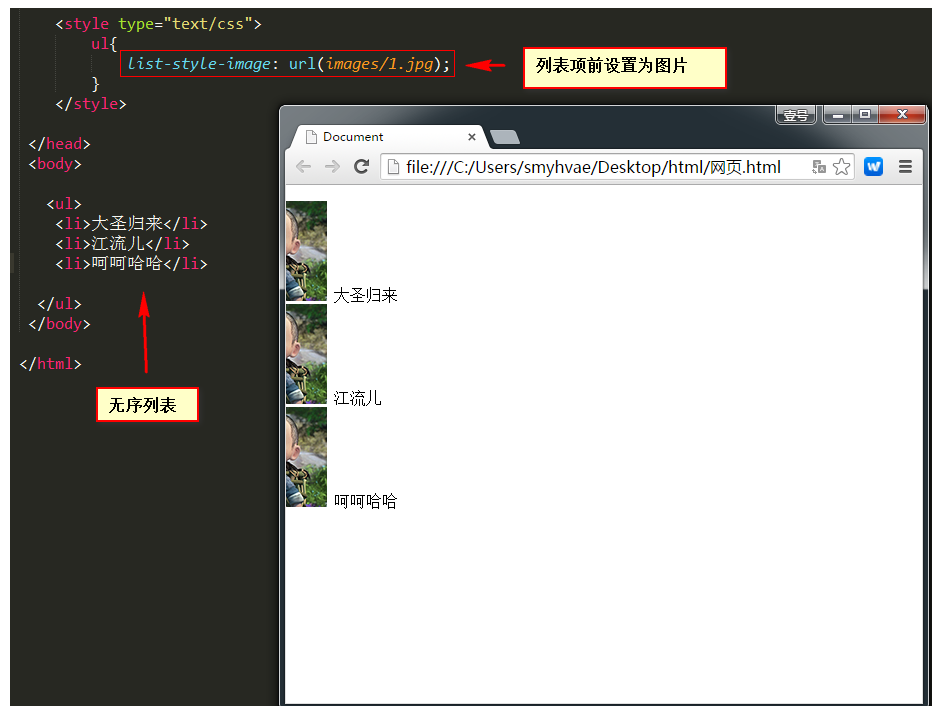 <style type="text/css">
ul{
list-style-image: url(images/1.jpg);
}
</style>
列表项前设置为图片
</head>
<body>
<ul>
<li>大圣归来</li>
<li>江流儿</li>
<li>呵呵哈哈</li>
</ul>
</body>
</html>
无序列表
壹号
Document
file:///C:/Users/smyhvae/Desktop/html/网页.html
W
大圣归来
江流儿
呵呵哈哈